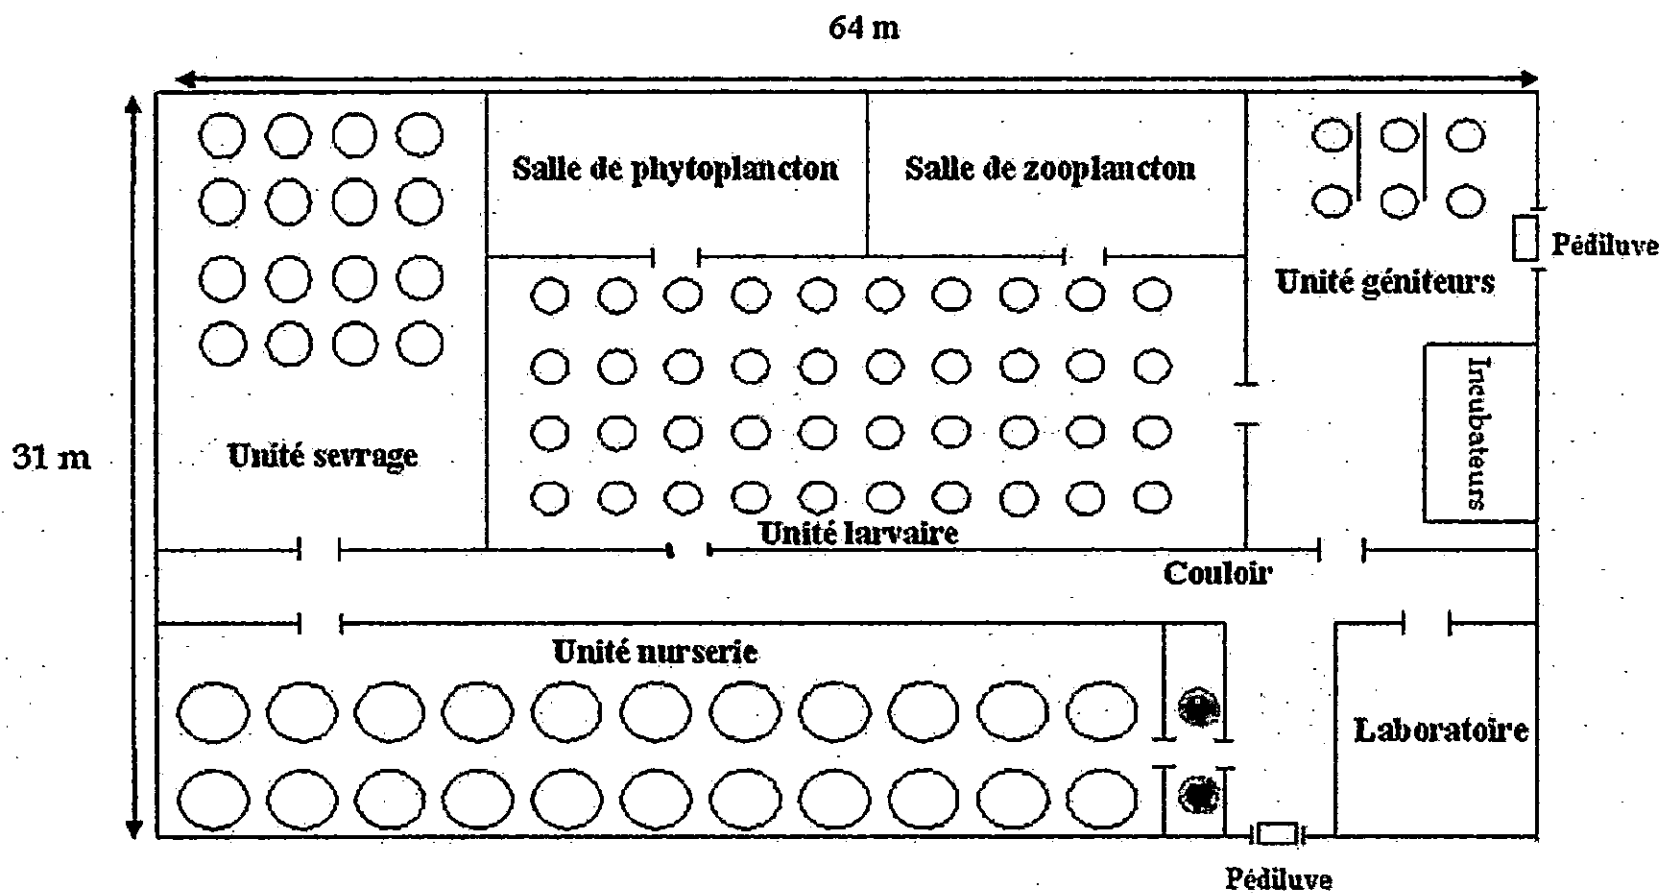 64 m
Salle de phytoplancton
Salle de zooplancton
Pédiluve
Unité géniteurs
Incubateurs
31 m
Unité sevrage
Unité larvaire
Couloir
Unité nurserie
Laboratoire
Pédiluve